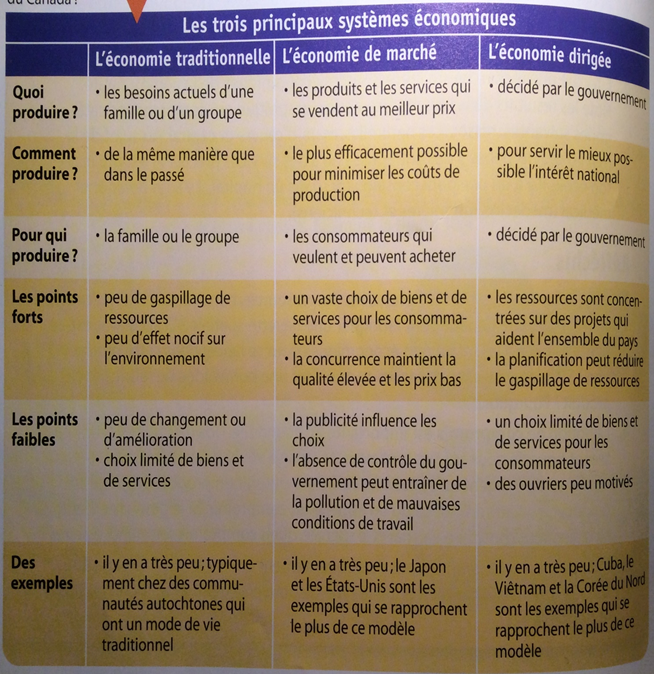 du Canada?
Les trois principaux systèmes économiques
L'économie traditionnelle
L'économie de marché
L'économie dirigée
Quoi
produire ?
• les besoins actuels d'une
famille ou d'un groupe
• les produits et les services qui
se vendent au meilleur prix
• décidé par le gouvernement
Comment
produire ?
• de la même manière que
dans le passé
• le plus efficacement possible
pour minimiser les coûts de
production
• pour servir le mieux pos-
sible l'intérêt national
Pour qui
produire ?
• la famille ou le groupe
• les consommateurs qui
veulent et peuvent acheter
• décidé par le gouvernement
Les points
forts
• peu de gaspillage de
ressources
• peu d'effet nocif sur
l'environnement
• un vaste choix de biens et de
services pour les consomma-
teurs
• la concurrence maintient la
qualité élevée et les prix bas
• les ressources sont concen-
trées sur des projets qui
aident l'ensemble du pays
• la planification peut réduire
le gaspillage de ressources
Les points
faibles
• peu de changement ou
d'amélioration
• choix limité de biens et
de services
• la publicité influence les
choix
• l'absence de contrôle du gou-
vernement peut entraîner de
la pollution et de mauvaises
conditions de travail
• un choix limité de biens et
de services pour les
consommateurs
• des ouvriers peu motivés
Des
exemples
• il y en a très peu; typique-
ment chez des commu-
nautés autochtones qui
ont un mode de vie
traditionnel
• il y en a très peu; le Japon
et les États-Unis sont les
exemples qui se rapprochent
le plus de ce modèle
• il y en a très peu; Cuba, le
Viêtnam et la Corée du Nord
sont les exemples qui se
rapprochent le plus de ce
modèle